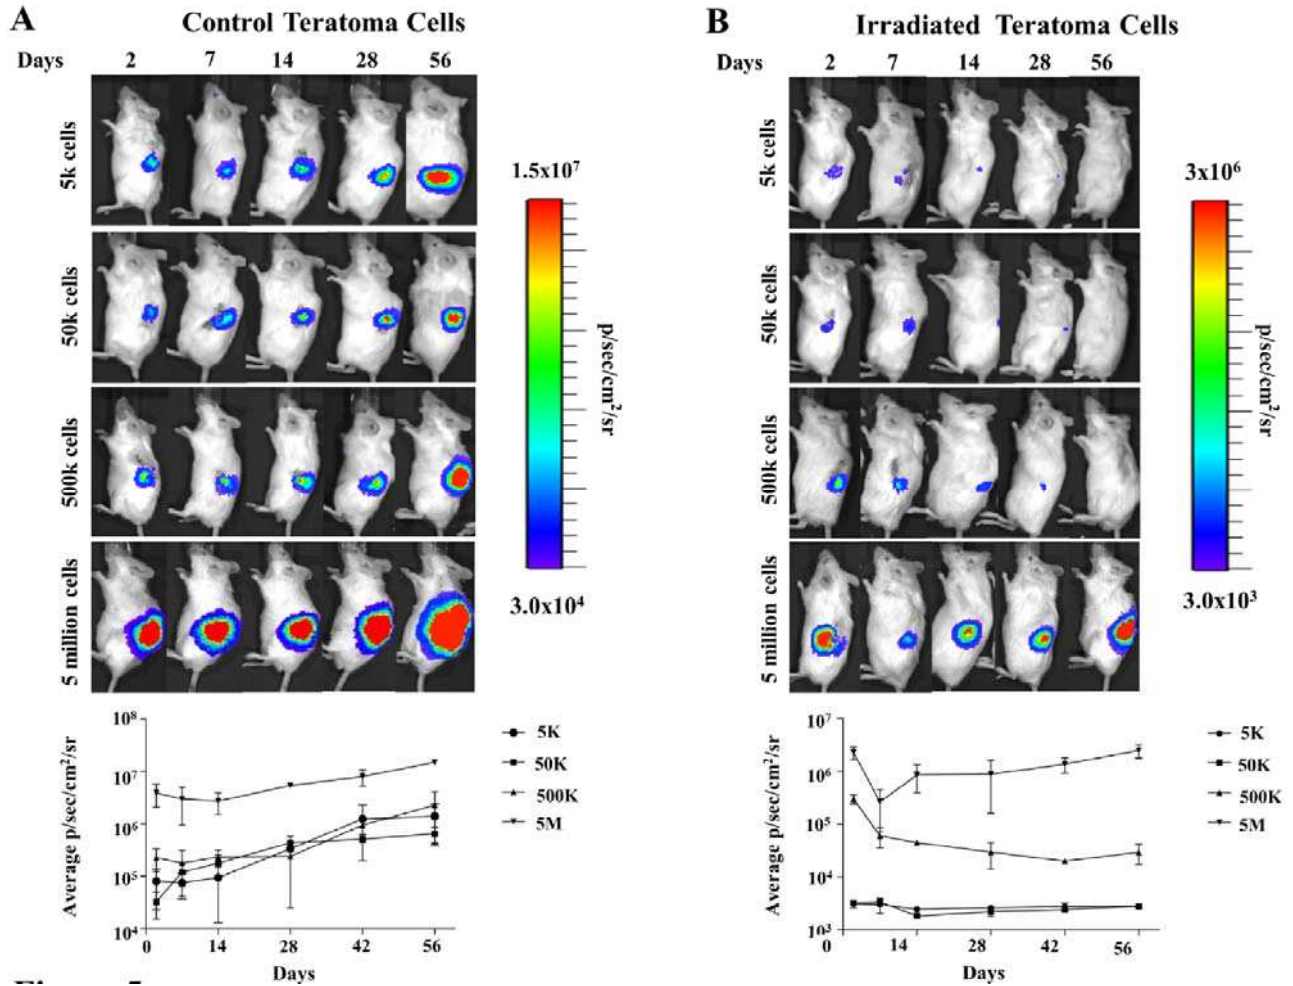 A
Control Teratoma Cells
Days 2 7 14 28 56
5k cells
50k cells
500k cells
5 million cells
1.5x10⁷
p/sec/cm²/sr
3.0x10⁴
10⁸
10⁷
10⁶
10⁵
10⁴
Average p/sec/cm²/sr
0 14 28 42 56
Days
5K
50K
500K
5M
B
Irradiated Teratoma Cells
Days 2 7 14 28 56
5k cells
50k cells
500k cells
5 million cells
3x10⁶
p/sec/cm²/sr
3.0x10³
10⁷
10⁶
10⁵
10⁴
10³
Average p/sec/cm²/sr
0 14 28 42 56
Days
5K
50K
500K
5M